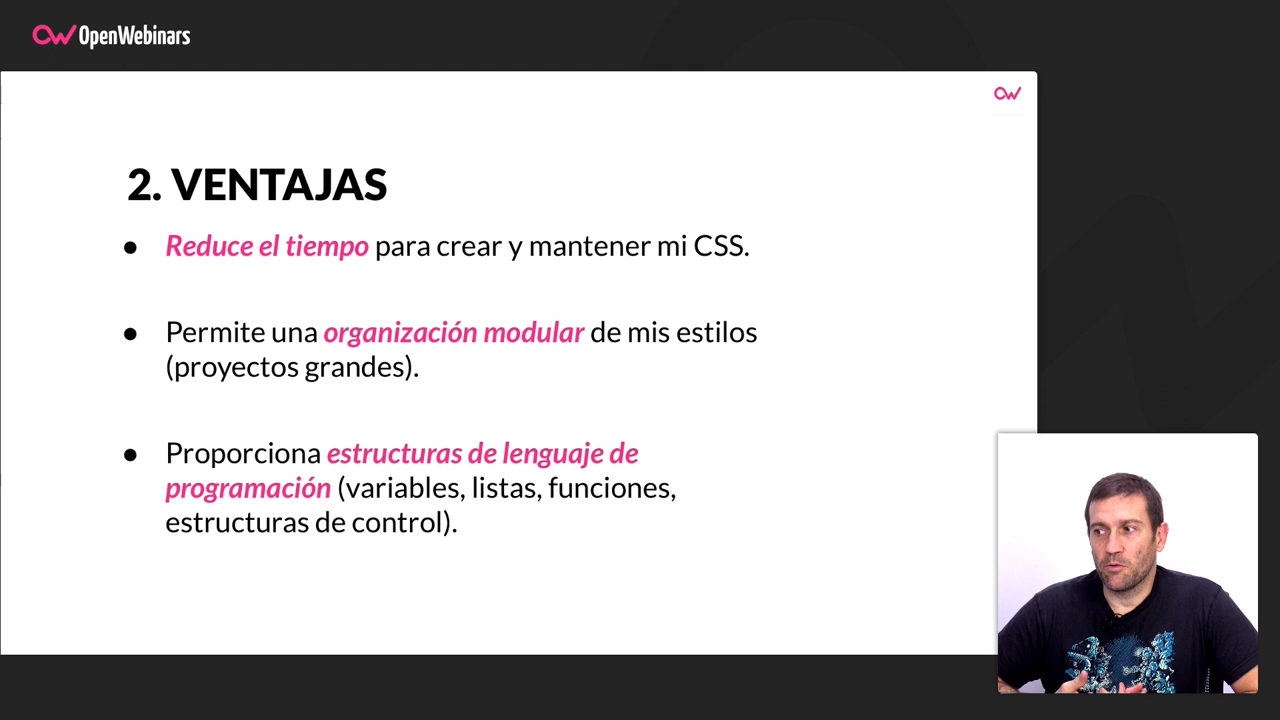 OpenWebinars
2. VENTAJAS
● Reduce el tiempo para crear y mantener mi CSS.
● Permite una organización modular de mis estilos
(proyectos grandes).
● Proporciona estructuras de lenguaje de
programación (variables, listas, funciones,
estructuras de control).